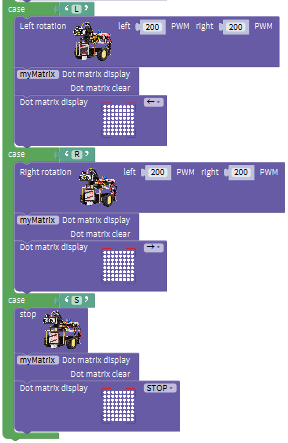 case “ L ”
Left rotation left 200 PWM right 200 PWM
myMatrix Dot matrix display
Dot matrix clear
Dot matrix display ←
case “ R ”
Right rotation left 200 PWM right 200 PWM
myMatrix Dot matrix display
Dot matrix clear
Dot matrix display →
case “ S ”
stop
myMatrix Dot matrix display
Dot matrix clear
Dot matrix display STOP